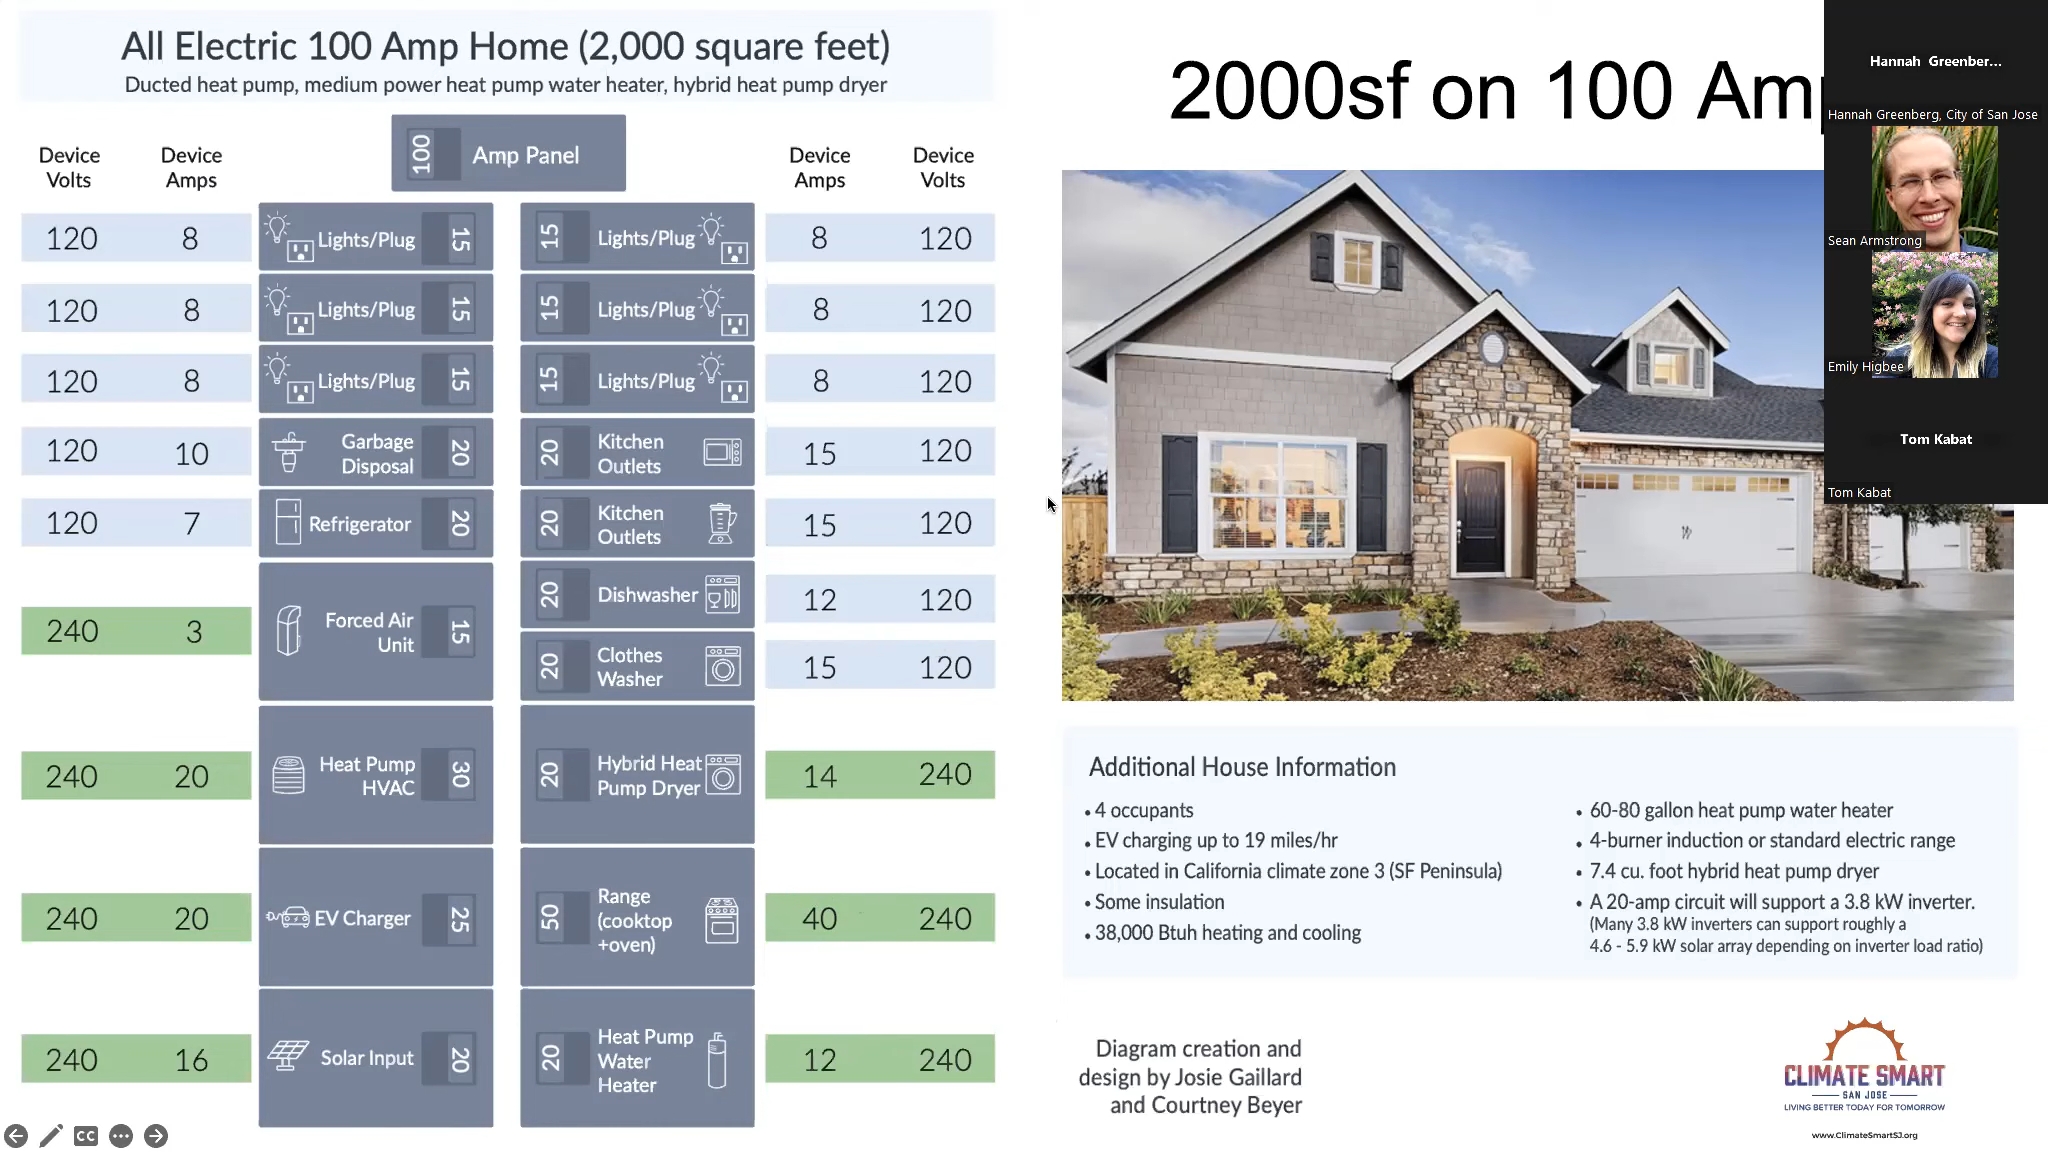 All Electric 100 Amp Home (2,000 square feet)
Ducted heat pump, medium power heat pump water heater, hybrid heat pump dryer
Device Volts
Device Amps
100 Amp Panel
Device Amps
Device Volts
120 8 Lights/Plug 15
15 Lights/Plug 8 120
120 8 Lights/Plug 15
15 Lights/Plug 8 120
120 8 Lights/Plug 15
15 Lights/Plug 8 120
120 10 Garbage Disposal 20
20 Kitchen Outlets 15 120
120 7 Refrigerator 20
20 Kitchen Outlets 15 120
240 3 Forced Air Unit 15
20 Dishwasher 12 120
20 Clothes Washer 15 120
240 20 Heat Pump HVAC 30
20 Hybrid Heat Pump Dryer 14 240
240 20 EV Charger 25
50 Range (cooktop +oven) 40 240
240 16 Solar Input 20
20 Heat Pump Water Heater 12 240
CC
2000sf on 100 Am
Hannah Greenber...
Hannah Greenberg, City of San Jose
Sean Armstrong
Emily Higbee
Tom Kabat
Tom Kabat
Additional House Information
• 4 occupants
• EV charging up to 19 miles/hr
• Located in California climate zone 3 (SF Peninsula)
• Some insulation
• 38,000 Btuh heating and cooling
• 60-80 gallon heat pump water heater
• 4-burner induction or standard electric range
• 7.4 cu. foot hybrid heat pump dryer
• A 20-amp circuit will support a 3.8 kW inverter.
(Many 3.8 kW inverters can support roughly a
4.6 - 5.9 kW solar array depending on inverter load ratio)
Diagram creation and
design by Josie Gaillard
and Courtney Beyer
CLIMATE SMART
SAN JOSE
LIVING BETTER TODAY FOR TOMORROW
www.ClimateSmartSJ.org